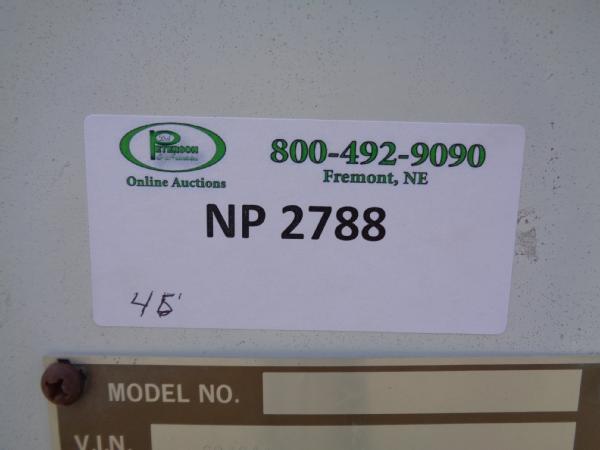 PETERSON
800-492-9090
Online Auctions
Fremont, NE
NP 2788
45'
MODEL NO.
V.I.N.